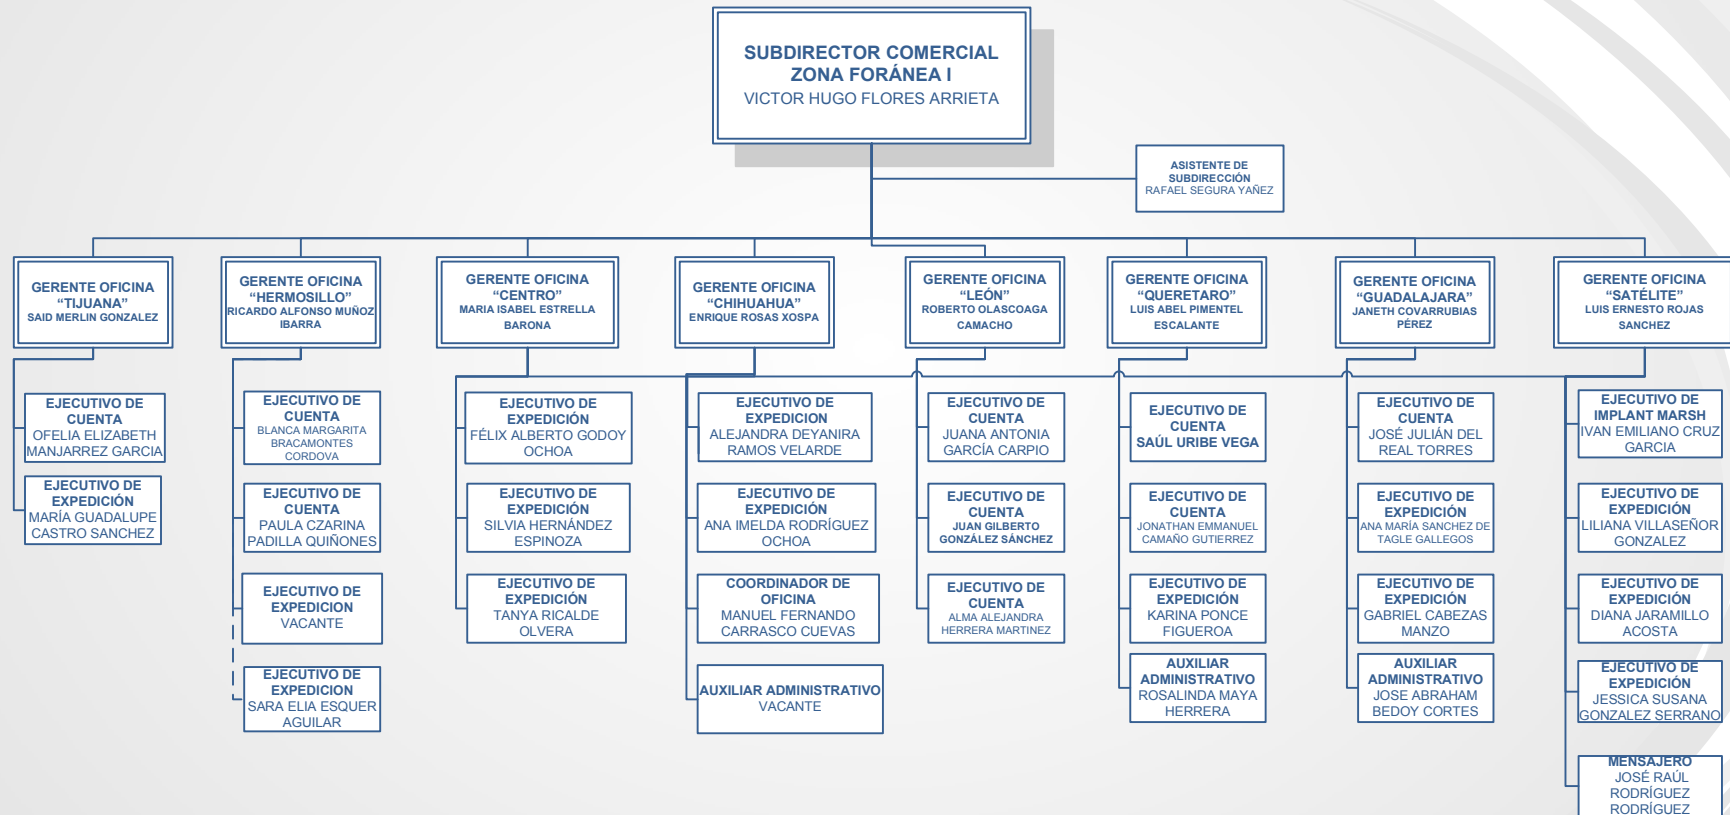 SUBDIRECTOR COMERCIAL
ZONA FORÁNEA I
VICTOR HUGO FLORES ARRIETA
ASISTENTE DE
SUBDIRECCIÓN
RAFAEL SEGURA YAÑEZ
GERENTE OFICINA
“TIJUANA”
SAID MERLIN GONZALEZ
GERENTE OFICINA
“HERMOSILLO”
RICARDO ALFONSO MUÑOZ
IBARRA
GERENTE OFICINA
“CENTRO”
MARIA ISABEL ESTRELLA
BARONA
GERENTE OFICINA
“CHIHUAHUA”
ENRIQUE ROSAS XOSPA
GERENTE OFICINA
“LEÓN”
ROBERTO OLASCOAGA
CAMACHO
GERENTE OFICINA
“QUERETARO”
LUIS ABEL PIMENTEL
ESCALANTE
GERENTE OFICINA
“GUADALAJARA”
JANETH COVARRUBIAS
PÉREZ
GERENTE OFICINA
“SATÉLITE”
LUIS ERNESTO ROJAS
SANCHEZ
EJECUTIVO DE
CUENTA
OFELIA ELIZABETH
MANJARREZ GARCIA
EJECUTIVO DE
EXPEDICIÓN
MARÍA GUADALUPE
CASTRO SANCHEZ
EJECUTIVO DE
CUENTA
BLANCA MARGARITA
BRACAMONTES
CORDOVA
EJECUTIVO DE
CUENTA
PAULA CZARINA
PADILLA QUIÑONES
EJECUTIVO DE
EXPEDICION
VACANTE
EJECUTIVO DE
EXPEDICION
SARA ELIA ESQUER
AGUILAR
EJECUTIVO DE
EXPEDICIÓN
FÉLIX ALBERTO GODOY
OCHOA
EJECUTIVO DE
EXPEDICIÓN
SILVIA HERNÁNDEZ
ESPINOZA
EJECUTIVO DE
EXPEDICIÓN
TANYA RICALDE
OLVERA
EJECUTIVO DE
EXPEDICION
ALEJANDRA DEYANIRA
RAMOS VELARDE
EJECUTIVO DE
EXPEDICIÓN
ANA IMELDA RODRÍGUEZ
OCHOA
COORDINADOR DE
OFICINA
MANUEL FERNANDO
CARRASCO CUEVAS
AUXILIAR ADMINISTRATIVO
VACANTE
EJECUTIVO DE
CUENTA
JUANA ANTONIA
GARCÍA CARPIO
EJECUTIVO DE
CUENTA
JUAN GILBERTO
GONZÁLEZ SÁNCHEZ
EJECUTIVO DE
CUENTA
ALMA ALEJANDRA
HERRERA MARTINEZ
EJECUTIVO DE
CUENTA
SAÚL URIBE VEGA
EJECUTIVO DE
CUENTA
JONATHAN EMMANUEL
CAMAÑO GUTIERREZ
EJECUTIVO DE
EXPEDICIÓN
KARINA PONCE
FIGUEROA
AUXILIAR
ADMINISTRATIVO
ROSALINDA MAYA
HERRERA
EJECUTIVO DE
CUENTA
JOSÉ JULIÁN DEL
REAL TORRES
EJECUTIVO DE
EXPEDICIÓN
ANA MARÍA SANCHEZ DE
TAGLE GALLEGOS
EJECUTIVO DE
EXPEDICIÓN
GABRIEL CABEZAS
MANZO
AUXILIAR
ADMINISTRATIVO
JOSE ABRAHAM
BEDOY CORTES
EJECUTIVO DE
IMPLANT MARSH
IVAN EMILIANO CRUZ
GARCIA
EJECUTIVO DE
EXPEDICIÓN
LILIANA VILLASEÑOR
GONZALEZ
EJECUTIVO DE
EXPEDICIÓN
DIANA JARAMILLO
ACOSTA
EJECUTIVO DE
EXPEDICIÓN
JESSICA SUSANA
GONZALEZ SERRANO
MENSAJERO
JOSÉ RAÚL
RODRÍGUEZ
RODRÍGUEZ